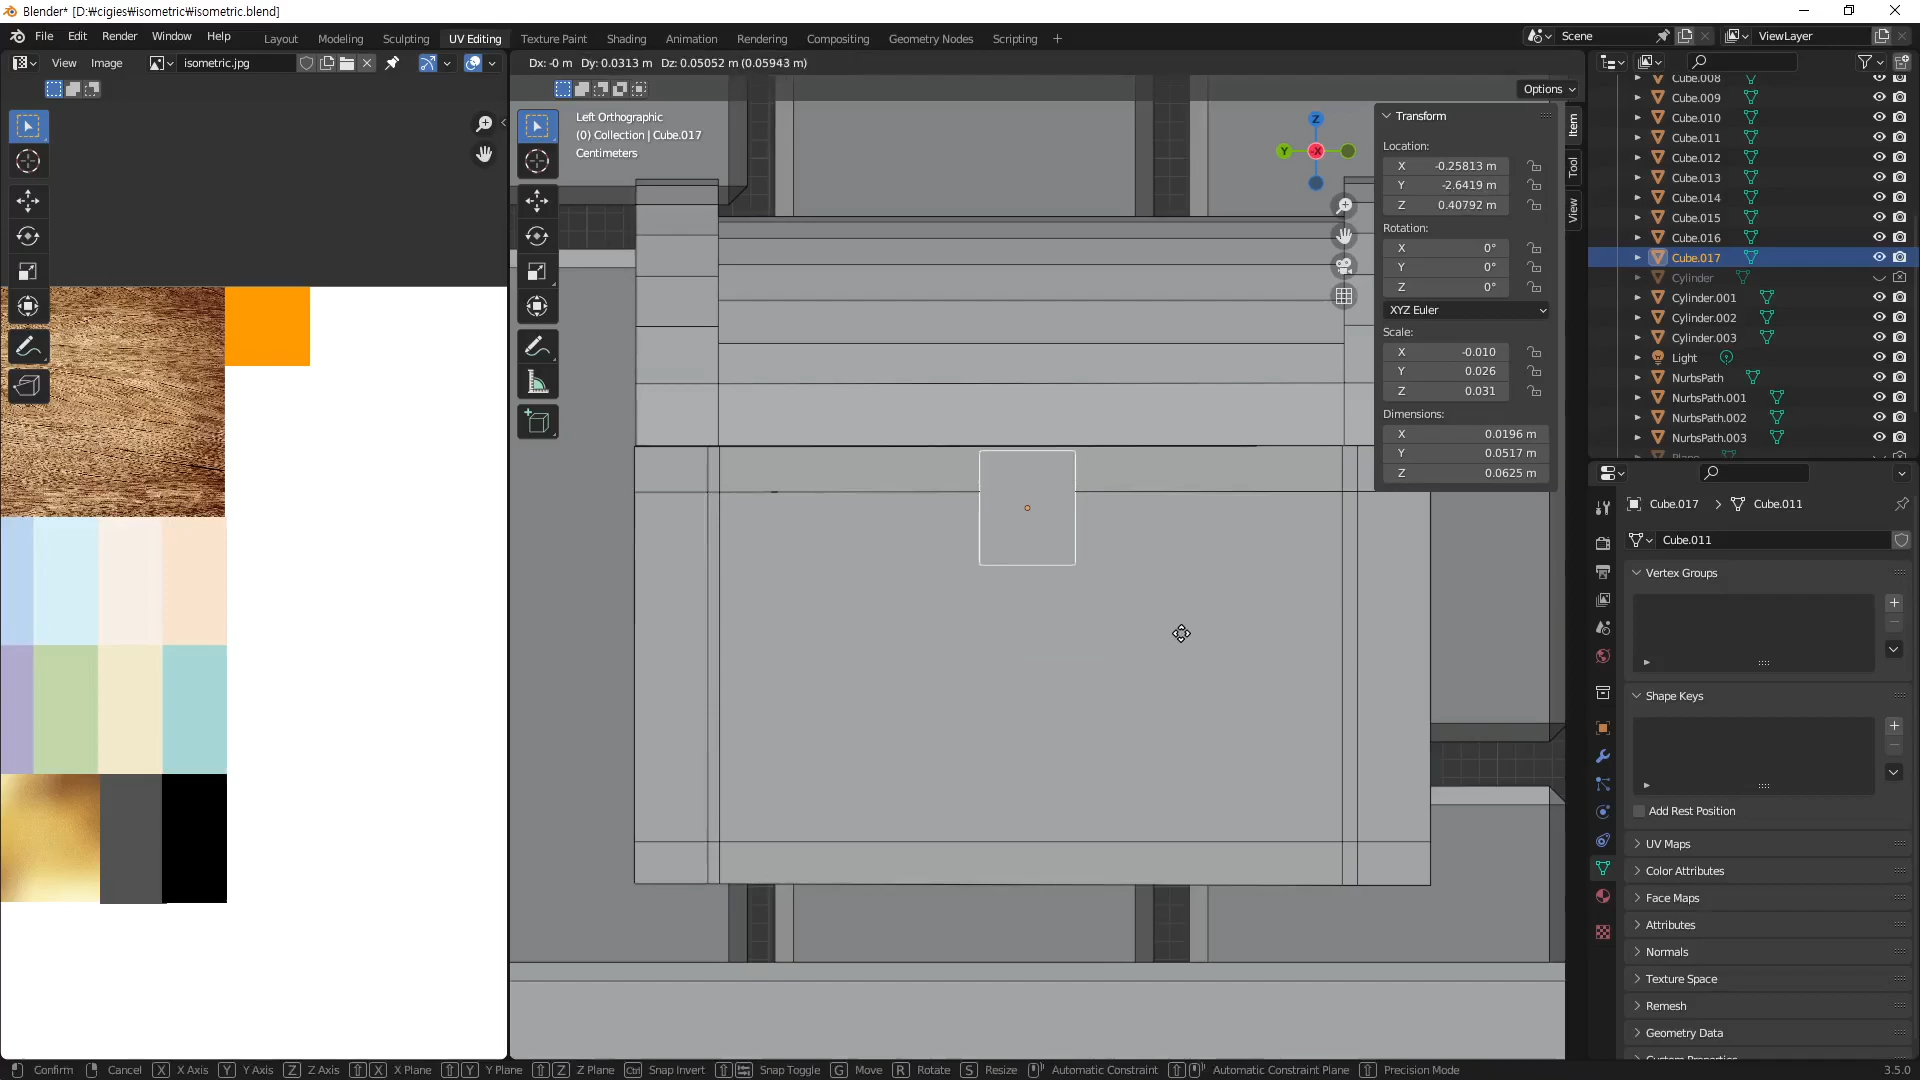 Blender* [D:₩cigies₩isometric₩isometric.blend]
File Edit Render Window Help Layout Modeling Sculpting UV Editing Texture Paint Shading Animation Rendering Compositing Geometry Nodes Scripting + Scene ViewLayer
View Image isometric.jpg Dx: -0 m Dy: 0.0313 m Dz: 0.05052 m (0.05943 m)
Options
Left Orthographic
(0) Collection | Cube.017
Centimeters
Z
Y
-X
Transform
Location:
X -0.25813 m
Y -2.6419 m
Z 0.40792 m
Rotation:
X 0°
Y 0°
Z 0°
XYZ Euler
Scale:
X -0.010
Y 0.026
Z 0.031
Dimensions:
X 0.0196 m
Y 0.0517 m
Z 0.0625 m
Item
Tool
View
Cube.008
Cube.009
Cube.010
Cube.011
Cube.012
Cube.013
Cube.014
Cube.015
Cube.016
Cube.017
Cylinder
Cylinder.001
Cylinder.002
Cylinder.003
Light
NurbsPath
NurbsPath.001
NurbsPath.002
NurbsPath.003
Plane
Cube.017 > Cube.011
Cube.011
Vertex Groups
Shape Keys
Add Rest Position
UV Maps
Color Attributes
Face Maps
Attributes
Normals
Texture Space
Remesh
Geometry Data
Custom Properties
Confirm Cancel X X Axis Y Y Axis Z Z Axis X X Plane Y Y Plane Z Z Plane Ctrl Snap Invert Snap Toggle G Move R Rotate S Resize Automatic Constraint Automatic Constraint Plane Precision Mode 3.5.0